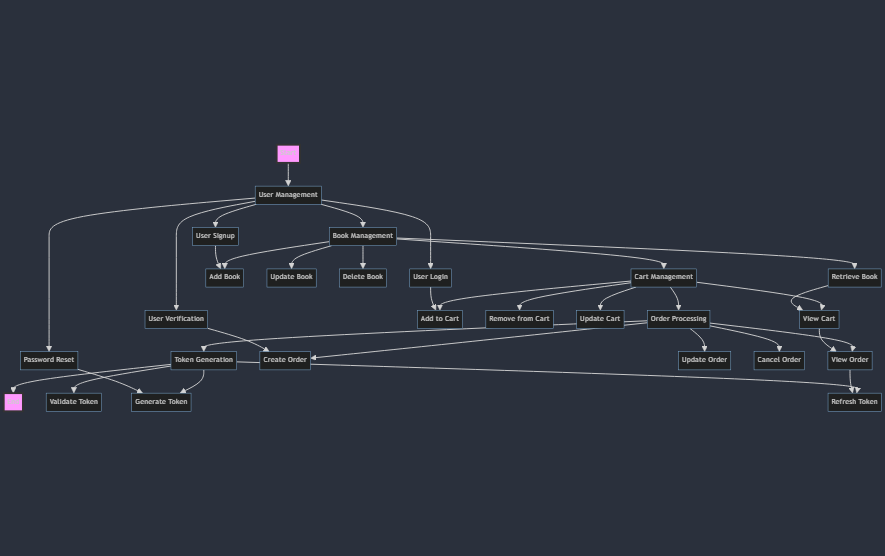 User Management
User Signup
Book Management
Add Book
Update Book
Delete Book
User Login
Cart Management
Retrieve Book
User Verification
Add to Cart
Remove from Cart
Update Cart
Order Processing
View Cart
Password Reset
Token Generation
Create Order
Update Order
Cancel Order
View Order
Validate Token
Generate Token
Refresh Token